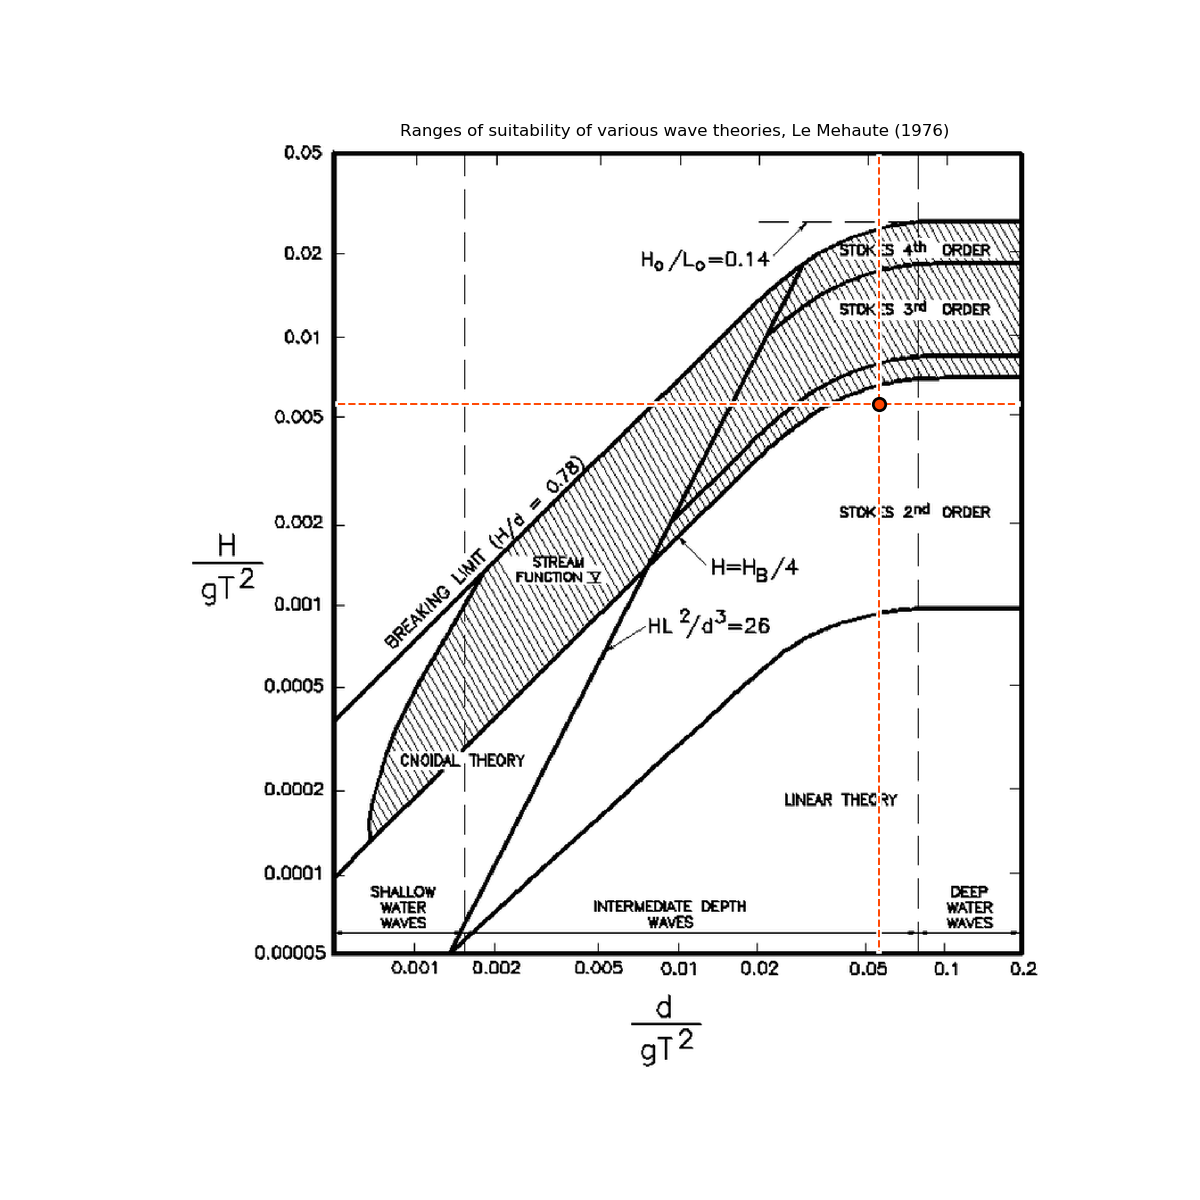 Ranges of suitability of various wave theories, Le Mehaute (1976)
0.05
0.02
0.01
0.005
0.002
0.001
0.0005
0.0002
0.0001
0.00005
H
gT2
H0/L0=0.14
STOKES 4th ORDER
STOKES 3rd ORDER
STOKES 2nd ORDER
BREAKING LIMIT (H/d = 0.78)
STREAM
FUNCTION V
H=HB/4
HL2/d3=26
CNOIDAL THEORY
LINEAR THEORY
SHALLOW
WATER
WAVES
INTERMEDIATE DEPTH
WAVES
DEEP
WATER
WAVES
0.001
0.002
0.005
0.01
0.02
0.05
0.1
0.2
d
gT2